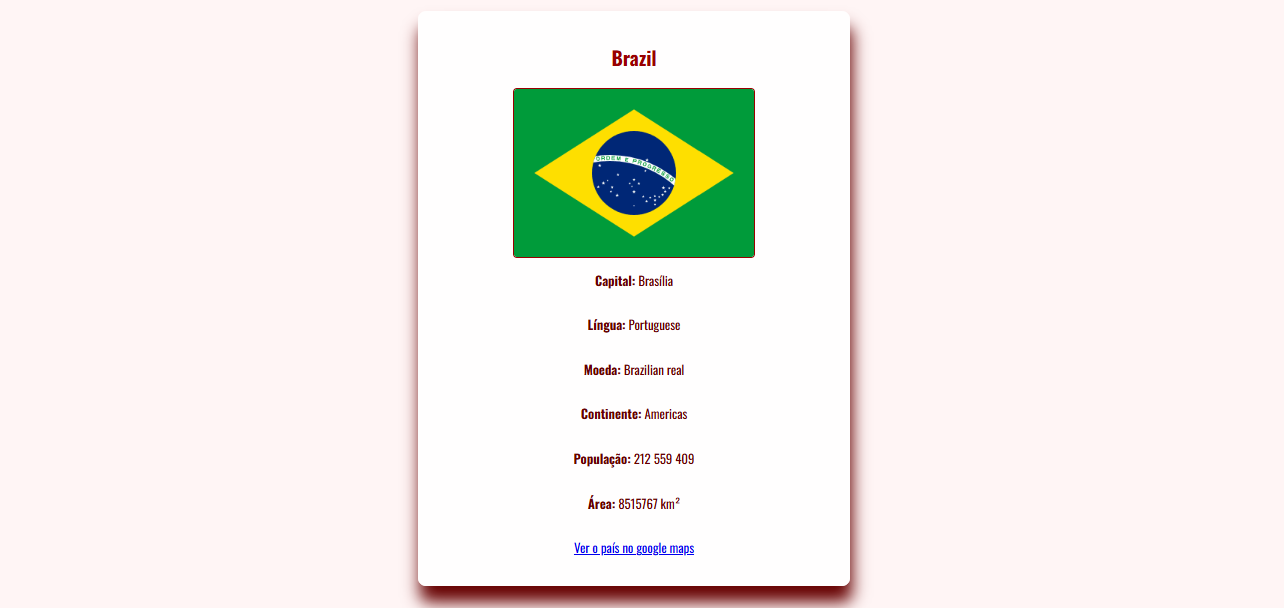 Brazil
ORDEM E PROGRESSO
Capital: Brasília
Língua: Portuguese
Moeda: Brazilian real
Continente: Americas
População: 212 559 409
Área: 8515767 km²
Ver o país no google maps